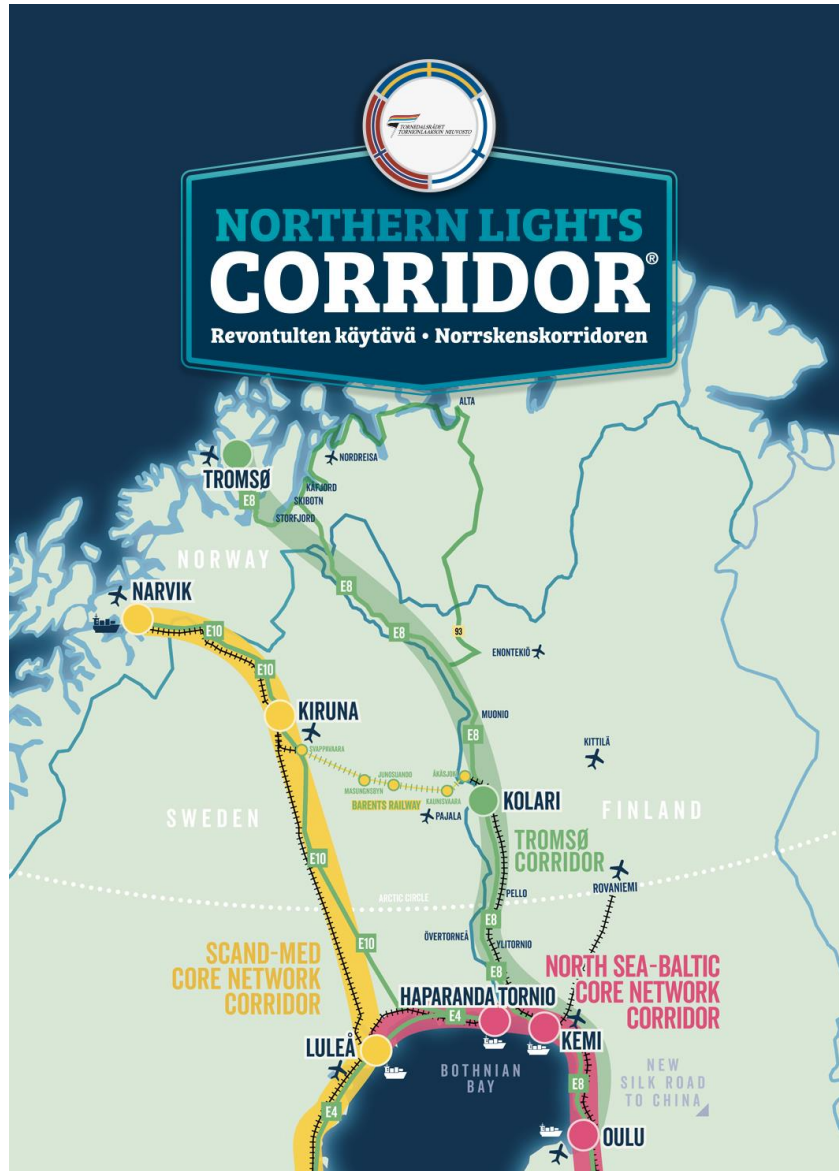 TORNEDALSRÅDET
TORNIONLAAKSON NEUVOSTO
NORTHERN LIGHTS
CORRIDOR®
Revontulten käytävä • Norrskenskorridoren
ALTA
NORDREISA
TROMSØ
KÅFJORD
SKIBOTN
E8
STORFJORD
NORWAY
E8
NARVIK
E10
E8
93
ENONTEKIÖ
E10
KIRUNA
MUONIO
E8
KITTILÄ
SVAPPAVAARA
JUNOSUANDO
MASUGNSBYN
KAUNISVAARA
BARENTS RAILWAY
PAJALA
KOLARI
SWEDEN
FINLAND
TROMSØ
CORRIDOR
E10
ROVANIEMI
PELLO
ARCTIC CIRCLE
E8
ÖVERTORNEÅ
YLITORNIO
E10
SCAND-MED
CORE NETWORK
CORRIDOR
E8
NORTH SEA-BALTIC
CORE NETWORK
CORRIDOR
HAPARANDA TORNIO
E4
KEMI
LULEÅ
BOTHNIAN
BAY
NEW
SILK ROAD
TO CHINA
E8
E4
OULU